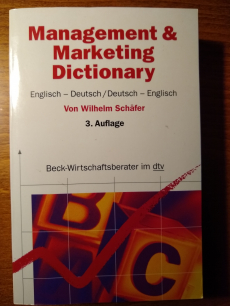 Management &
Marketing
Dictionary
Englisch – Deutsch / Deutsch – Englisch
Von Wilhelm Schäfer
3. Auflage
Beck-Wirtschaftsberater im dtv
B
C